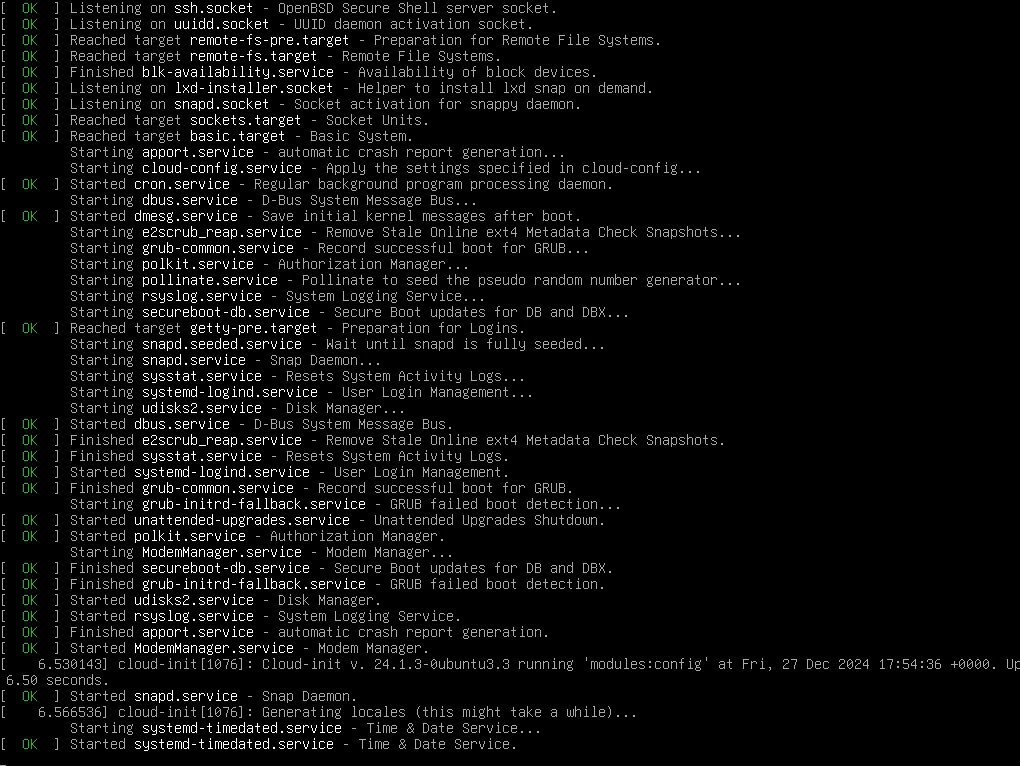 [  OK  ] Listening on ssh.socket - OpenBSD Secure Shell server socket.
[  OK  ] Listening on uuidd.socket - UUID daemon activation socket.
[  OK  ] Reached target remote-fs-pre.target - Preparation for Remote File Systems.
[  OK  ] Reached target remote-fs.target - Remote File Systems.
[  OK  ] Finished blk-availability.service - Availability of block devices.
[  OK  ] Listening on lxd-installer.socket - Helper to install lxd snap on demand.
[  OK  ] Listening on snapd.socket - Socket activation for snappy daemon.
[  OK  ] Reached target sockets.target - Socket Units.
[  OK  ] Reached target basic.target - Basic System.
         Starting apport.service - automatic crash report generation...
         Starting cloud-config.service - Apply the settings specified in cloud-config...
[  OK  ] Started cron.service - Regular background program processing daemon.
         Starting dbus.service - D-Bus System Message Bus...
[  OK  ] Started dmesg.service - Save initial kernel messages after boot.
         Starting e2scrub_reap.service - Remove Stale Online ext4 Metadata Check Snapshots...
         Starting grub-common.service - Record successful boot for GRUB...
         Starting polkit.service - Authorization Manager...
         Starting pollinate.service - Pollinate to seed the pseudo random number generator...
         Starting rsyslog.service - System Logging Service...
         Starting secureboot-db.service - Secure Boot updates for DB and DBX...
[  OK  ] Reached target getty-pre.target - Preparation for Logins.
         Starting snapd.seeded.service - Wait until snapd is fully seeded...
         Starting snapd.service - Snap Daemon...
         Starting sysstat.service - Resets System Activity Logs...
         Starting systemd-logind.service - User Login Management...
         Starting udisks2.service - Disk Manager...
[  OK  ] Started dbus.service - D-Bus System Message Bus.
[  OK  ] Finished e2scrub_reap.service - Remove Stale Online ext4 Metadata Check Snapshots.
[  OK  ] Finished sysstat.service - Resets System Activity Logs.
[  OK  ] Started systemd-logind.service - User Login Management.
[  OK  ] Finished grub-common.service - Record successful boot for GRUB.
         Starting grub-initrd-fallback.service - GRUB failed boot detection...
[  OK  ] Started unattended-upgrades.service - Unattended Upgrades Shutdown.
[  OK  ] Started polkit.service - Authorization Manager.
         Starting ModemManager.service - Modem Manager...
[  OK  ] Finished secureboot-db.service - Secure Boot updates for DB and DBX.
[  OK  ] Finished grub-initrd-fallback.service - GRUB failed boot detection.
[  OK  ] Started udisks2.service - Disk Manager.
[  OK  ] Started rsyslog.service - System Logging Service.
[  OK  ] Finished apport.service - automatic crash report generation.
[  OK  ] Started ModemManager.service - Modem Manager.
[    6.530143] cloud-init[1076]: Cloud-init v. 24.1.3-0ubuntu3.3 running 'modules:config' at Fri, 27 Dec 2024 17:54:36 +0000. Up
6.50 seconds.
[  OK  ] Started snapd.service - Snap Daemon.
[    6.566536] cloud-init[1076]: Generating locales (this might take a while)...
         Starting systemd-timedated.service - Time & Date Service...
[  OK  ] Started systemd-timedated.service - Time & Date Service.